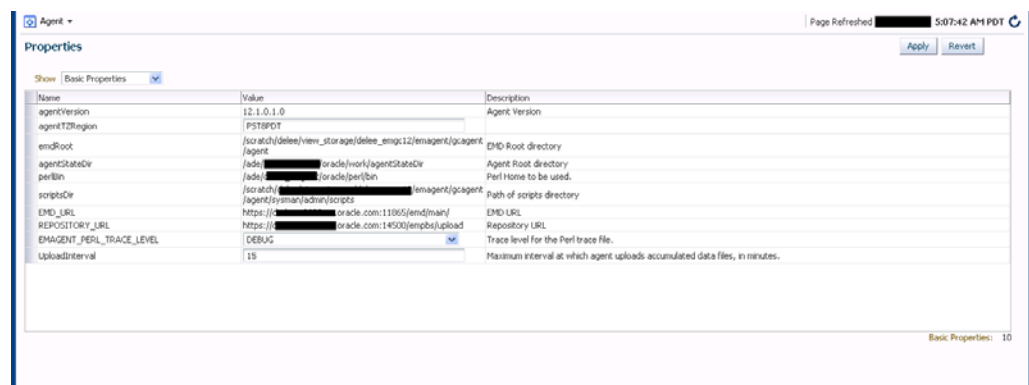 Agent
Page Refreshed 5:07:42 AM PDT
Properties
Apply Revert
Show Basic Properties
Name Value Description
agentVersion 12.1.0.1.0 Agent Version
agentTZRegion PST8PDT
emdRoot /scratch/delee/view_storage/delee_emgc12/emagent/gcagent EMD Root directory
/agent
agentStateDir /ade/ /oracle/work/agentStateDir Agent Root directory
perlBin /ade/ /oracle/perl/bin Perl Home to be used.
scriptsDir /scratch/ /emagent/gcagent Path of scripts directory
/agent/sysman/admin/scripts
EMD_URL https:// .oracle.com:11865/emd/main/ EMD URL
REPOSITORY_URL https:// oracle.com:14500/empbs/upload Repository URL
EMAGENT_PERL_TRACE_LEVEL DEBUG Trace level for the Perl trace file.
UploadInterval 15 Maximum interval at which agent uploads accumulated data files, in minutes.
Basic Properties: 10